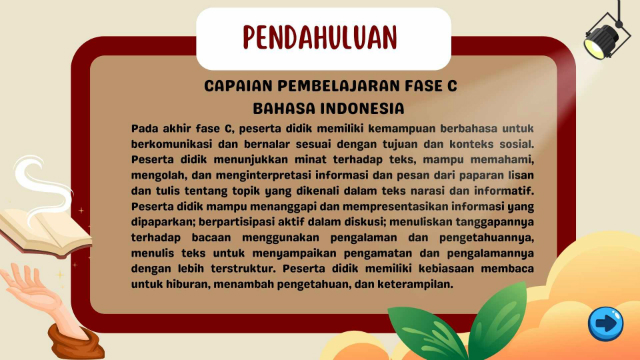 PENDAHULUAN
CAPAIAN PEMBELAJARAN FASE C
BAHASA INDONESIA
Pada akhir fase C, peserta didik memiliki kemampuan berbahasa untuk
berkomunikasi dan bernalar sesuai dengan tujuan dan konteks sosial.
Peserta didik menunjukkan minat terhadap teks, mampu memahami,
mengolah, dan menginterpretasi informasi dan pesan dari paparan lisan
dan tulis tentang topik yang dikenali dalam teks narasi dan informatif.
Peserta didik mampu menanggapi dan mempresentasikan informasi yang
dipaparkan; berpartisipasi aktif dalam diskusi; menuliskan tanggapannya
terhadap bacaan menggunakan pengalaman dan pengetahuannya,
menulis teks untuk menyampaikan pengamatan dan pengalamannya
dengan lebih terstruktur. Peserta didik memiliki kebiasaan membaca
untuk hiburan, menambah pengetahuan, dan keterampilan.